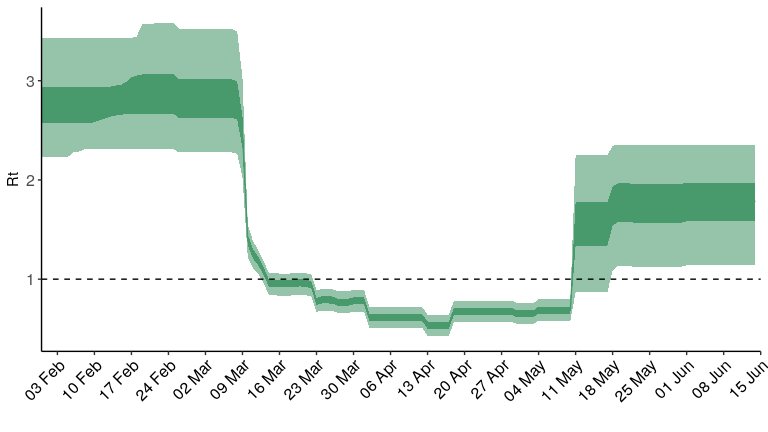 Rt
3
2
1
03 Feb
10 Feb
17 Feb
24 Feb
02 Mar
09 Mar
16 Mar
23 Mar
30 Mar
06 Apr
13 Apr
20 Apr
27 Apr
04 May
11 May
18 May
25 May
01 Jun
08 Jun
15 Jun